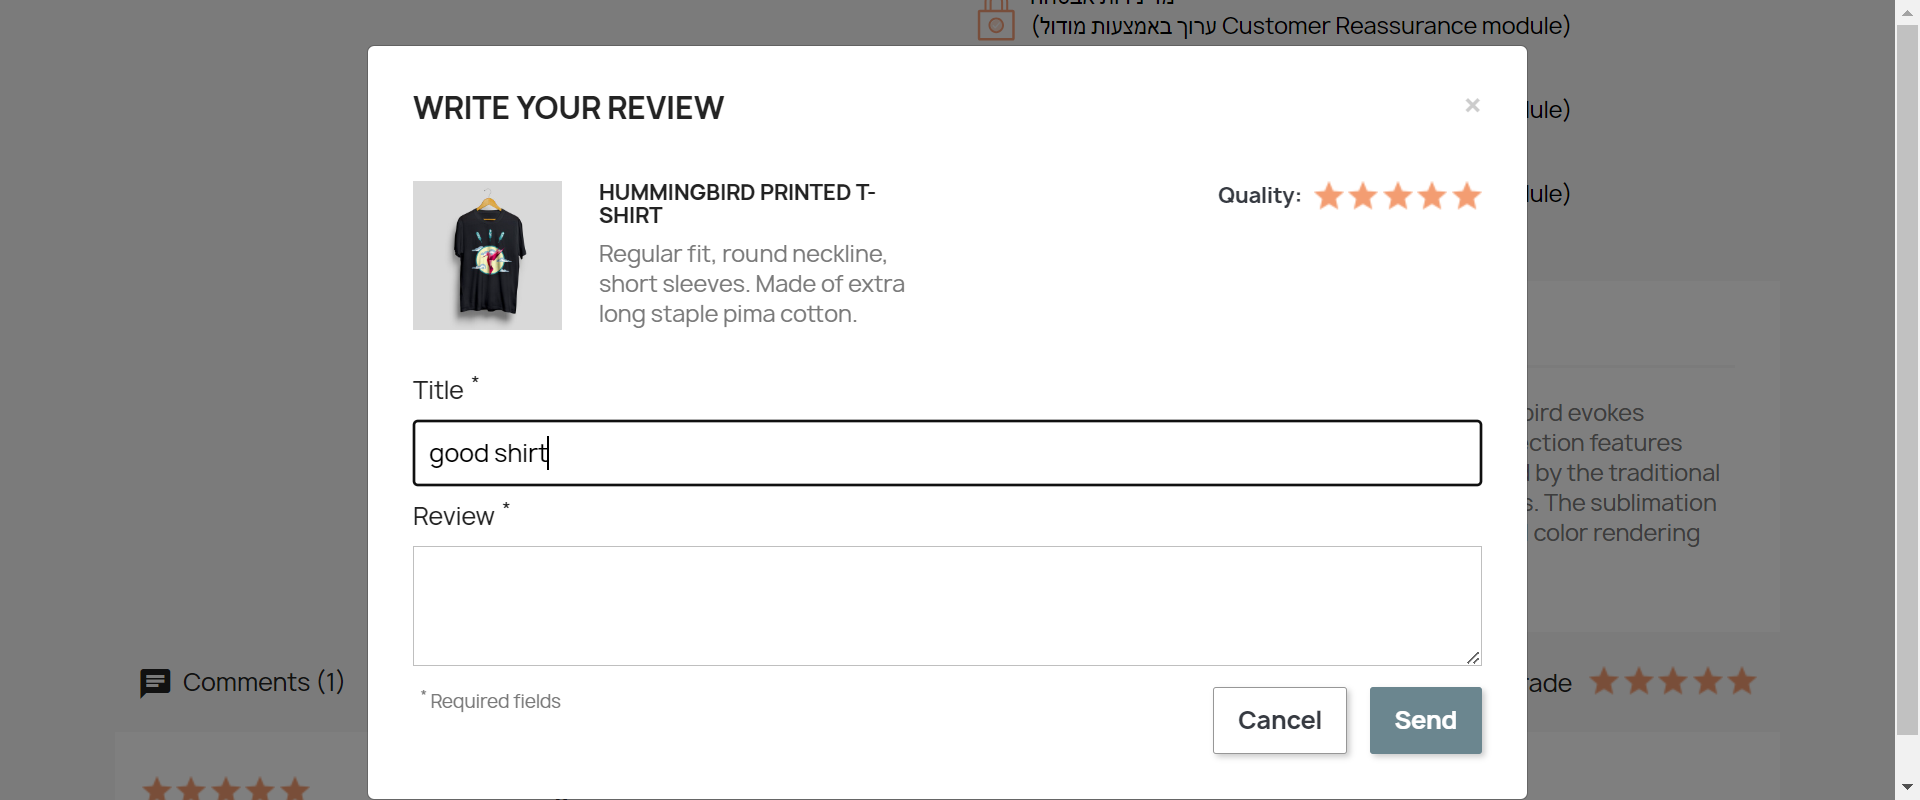 (ערוך באמצעות מודול Customer Reassurance module)
WRITE YOUR REVIEW
×
dule)
HUMMINGBIRD PRINTED T-
SHIRT
Quality:
dule)
Regular fit, round neckline,
short sleeves. Made of extra
long staple pima cotton.
Title *
bird evokes
good shirt
ction features
by the traditional
s. The sublimation
Review *
color rendering
Comments (1)
rade
* Required fields
Cancel
Send